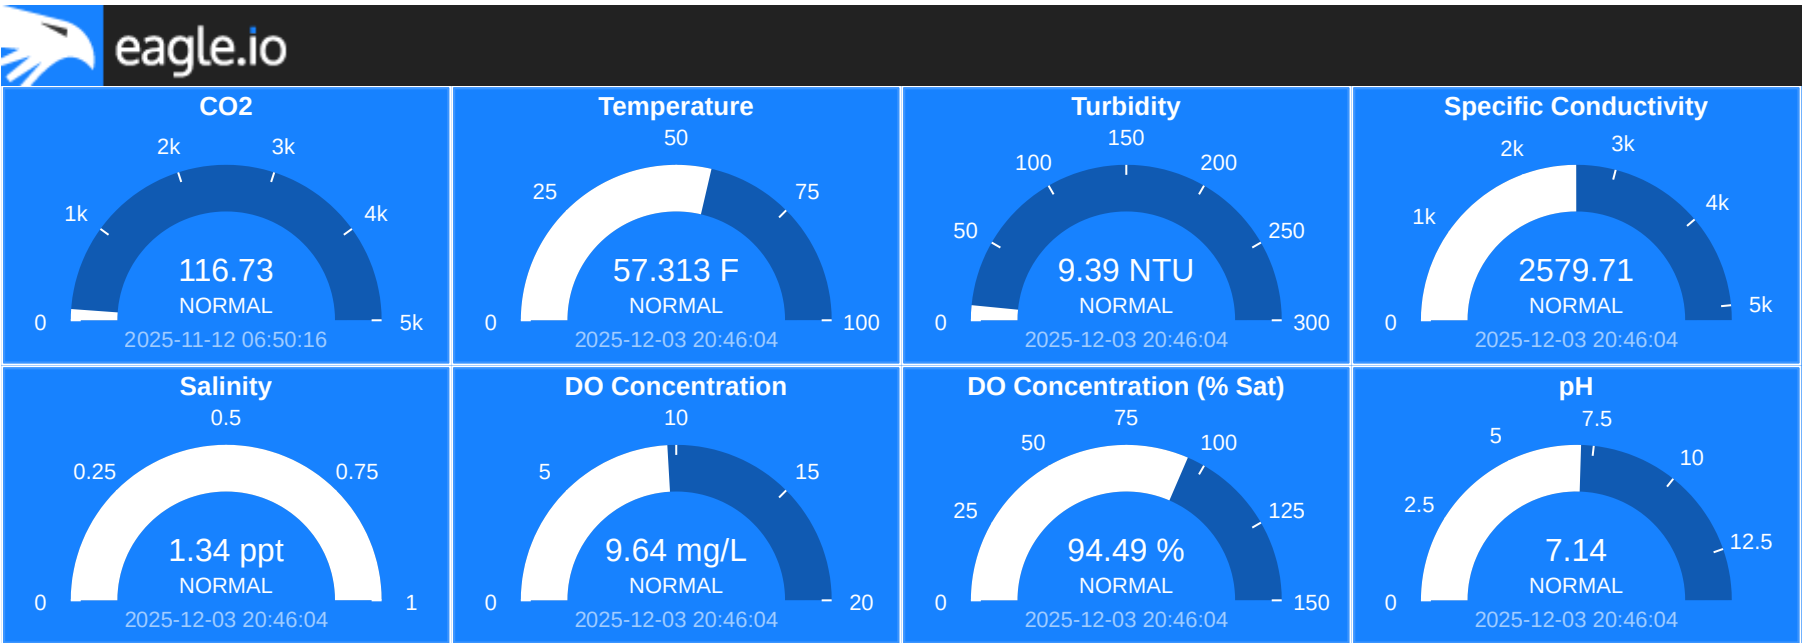 eagle.io
CO2
2k
3k
1k
4k
0
5k
116.73
NORMAL
2025-11-12 06:50:16
Temperature
50
25
75
0
100
57.313 F
NORMAL
2025-12-03 20:46:04
Turbidity
150
100
200
50
250
0
300
9.39 NTU
NORMAL
2025-12-03 20:46:04
Specific Conductivity
2k
3k
1k
4k
0
5k
2579.71
NORMAL
2025-12-03 20:46:04
Salinity
0.5
0.25
0.75
0
1
1.34 ppt
NORMAL
2025-12-03 20:46:04
DO Concentration
10
5
15
0
20
9.64 mg/L
NORMAL
2025-12-03 20:46:04
DO Concentration (% Sat)
75
50
100
25
125
0
150
94.49 %
NORMAL
2025-12-03 20:46:04
pH
7.5
5
10
2.5
12.5
0
7.14
NORMAL
2025-12-03 20:46:04